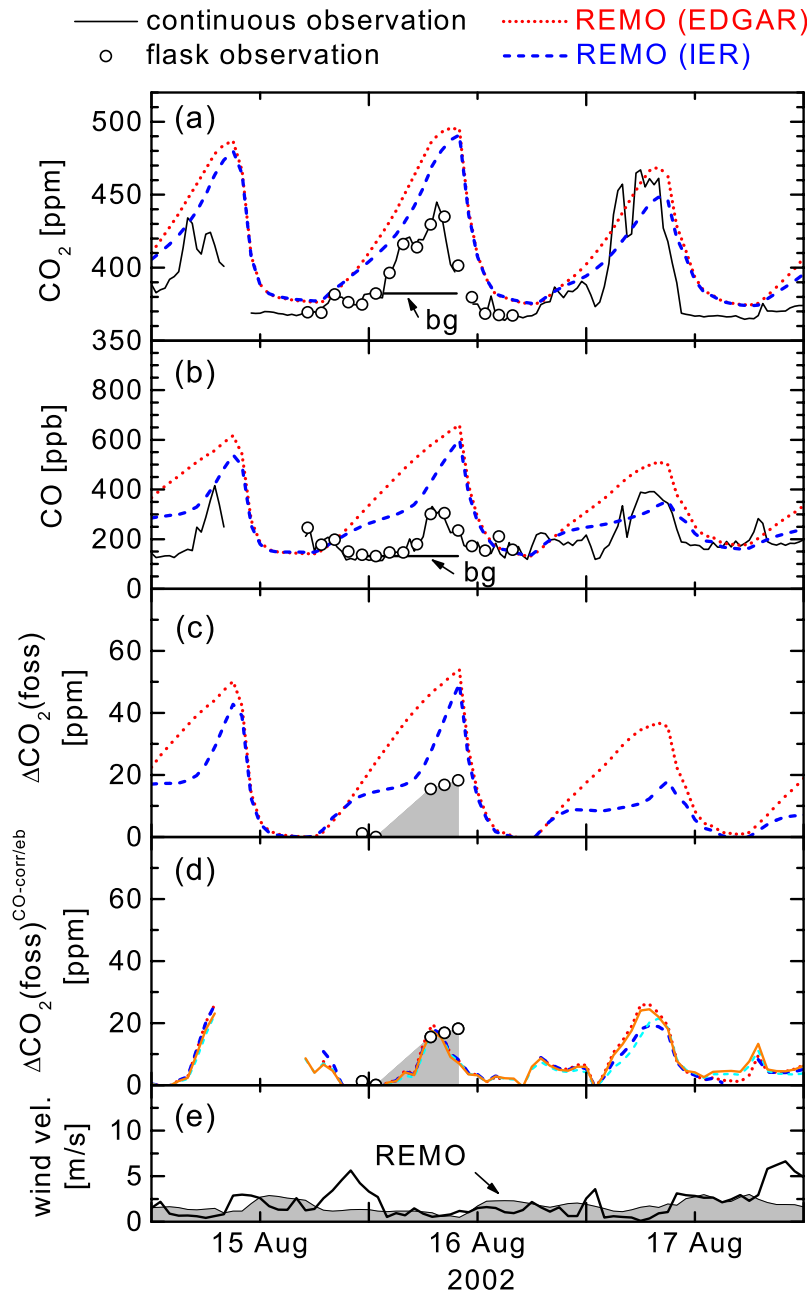 continuous observation
flask observation
REMO (EDGAR)
REMO (IER)
(a)
CO₂ [ppm]
500
450
400
350
bg
(b)
CO [ppb]
800
600
400
200
0
bg
(c)
ΔCO₂(foss)
[ppm]
60
40
20
0
(d)
ΔCO₂(foss)^CO-corr/eb
[ppm]
60
40
20
0
(e)
wind vel.
[m/s]
10
5
0
REMO
15 Aug
16 Aug
17 Aug
2002